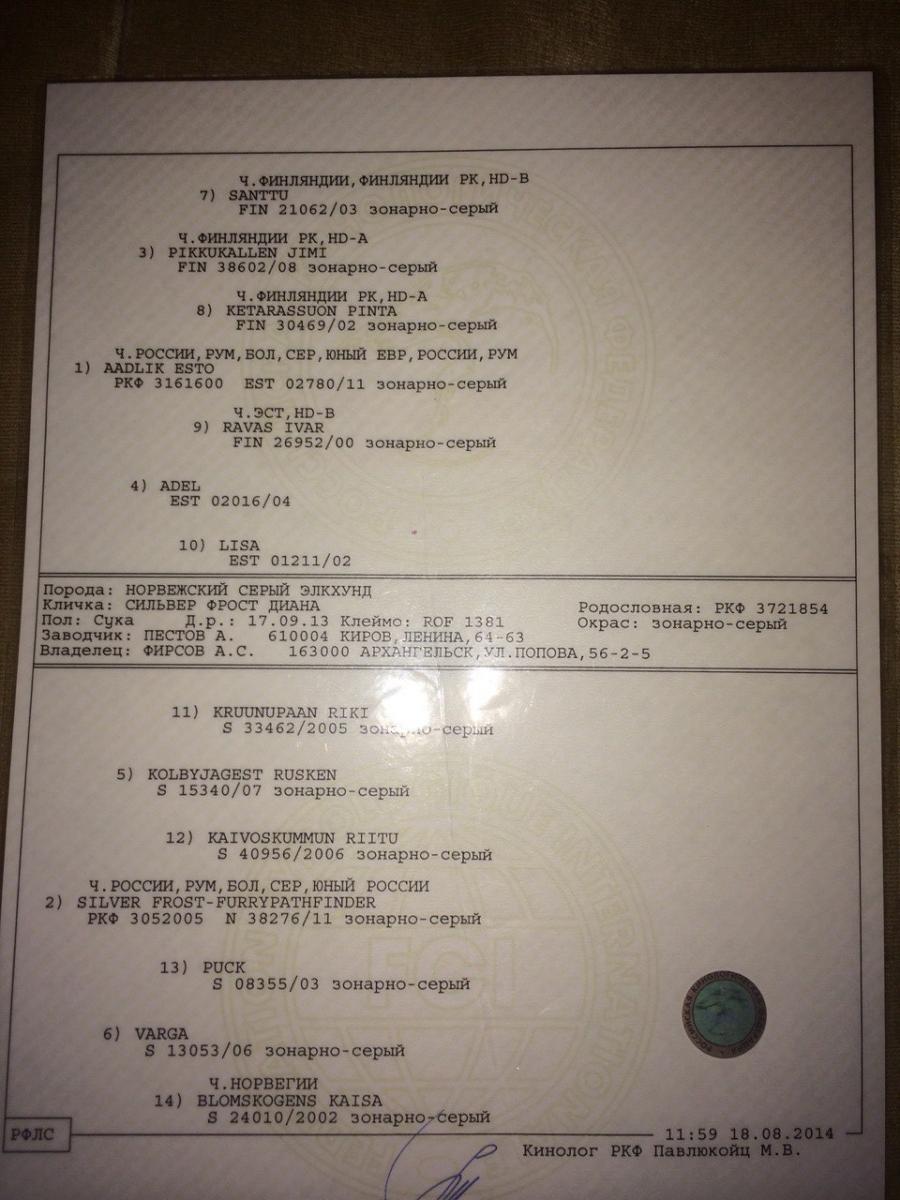 Ч.ФИНЛЯНДИИ,ФИНЛЯНДИИ РК,HD-B
7) SANTTU
FIN 21062/03 зонарно-серый
Ч.ФИНЛЯНДИИ РК,HD-A
3) PIKKUKALLEN JIMI
FIN 38602/08 зонарно-серый
Ч.ФИНЛЯНДИИ РК,HD-A
8) KETARASSUON PINTA
FIN 30469/02 зонарно-серый
Ч.РОССИИ,РУМ,БОЛ,СЕР,ЮНЫЙ ЕВР,РОССИИ,РУМ
1) AADLIK ESTO
РКФ 3161600 EST 02780/11 зонарно-серый
Ч.ЭСТ,HD-B
9) RAVAS IVAR
FIN 26952/00 зонарно-серый
4) ADEL
EST 02016/04
10) LISA
EST 01211/02
Порода: НОРВЕЖСКИЙ СЕРЫЙ ЭЛКХУНД
Кличка: СИЛЬВЕР ФРОСТ ДИАНА Родословная: РКФ 3721854
Пол: Сука Д.р.: 17.09.13 Клеймо: ROF 1381 Окрас: зонарно-серый
Заводчик: ПЕСТОВ А. 610004 КИРОВ,ЛЕНИНА,64-63
Владелец: ФИРСОВ А.С. 163000 АРХАНГЕЛЬСК,УЛ.ПОПОВА,56-2-5
11) KRUUNUPAAN RIKI
S 33462/2005 зонарно-серый
5) KOLBYJAGEST RUSKEN
S 15340/07 зонарно-серый
12) KAIVOSKUMMUN RIITU
S 40956/2006 зонарно-серый
Ч.РОССИИ,РУМ,БОЛ,СЕР,ЮНЫЙ РОССИИ
2) SILVER FROST-FURRYPATHFINDER
РКФ 3052005 N 38276/11 зонарно-серый
13) PUCK
S 08355/03 зонарно-серый
6) VARGA
S 13053/06 зонарно-серый
Ч.НОРВЕГИИ
14) BLOMSKOGENS KAISA
S 24010/2002 зонарно-серый
РФЛС
11:59 18.08.2014
Кинолог РКФ Павлюкойц М.В.
FCI